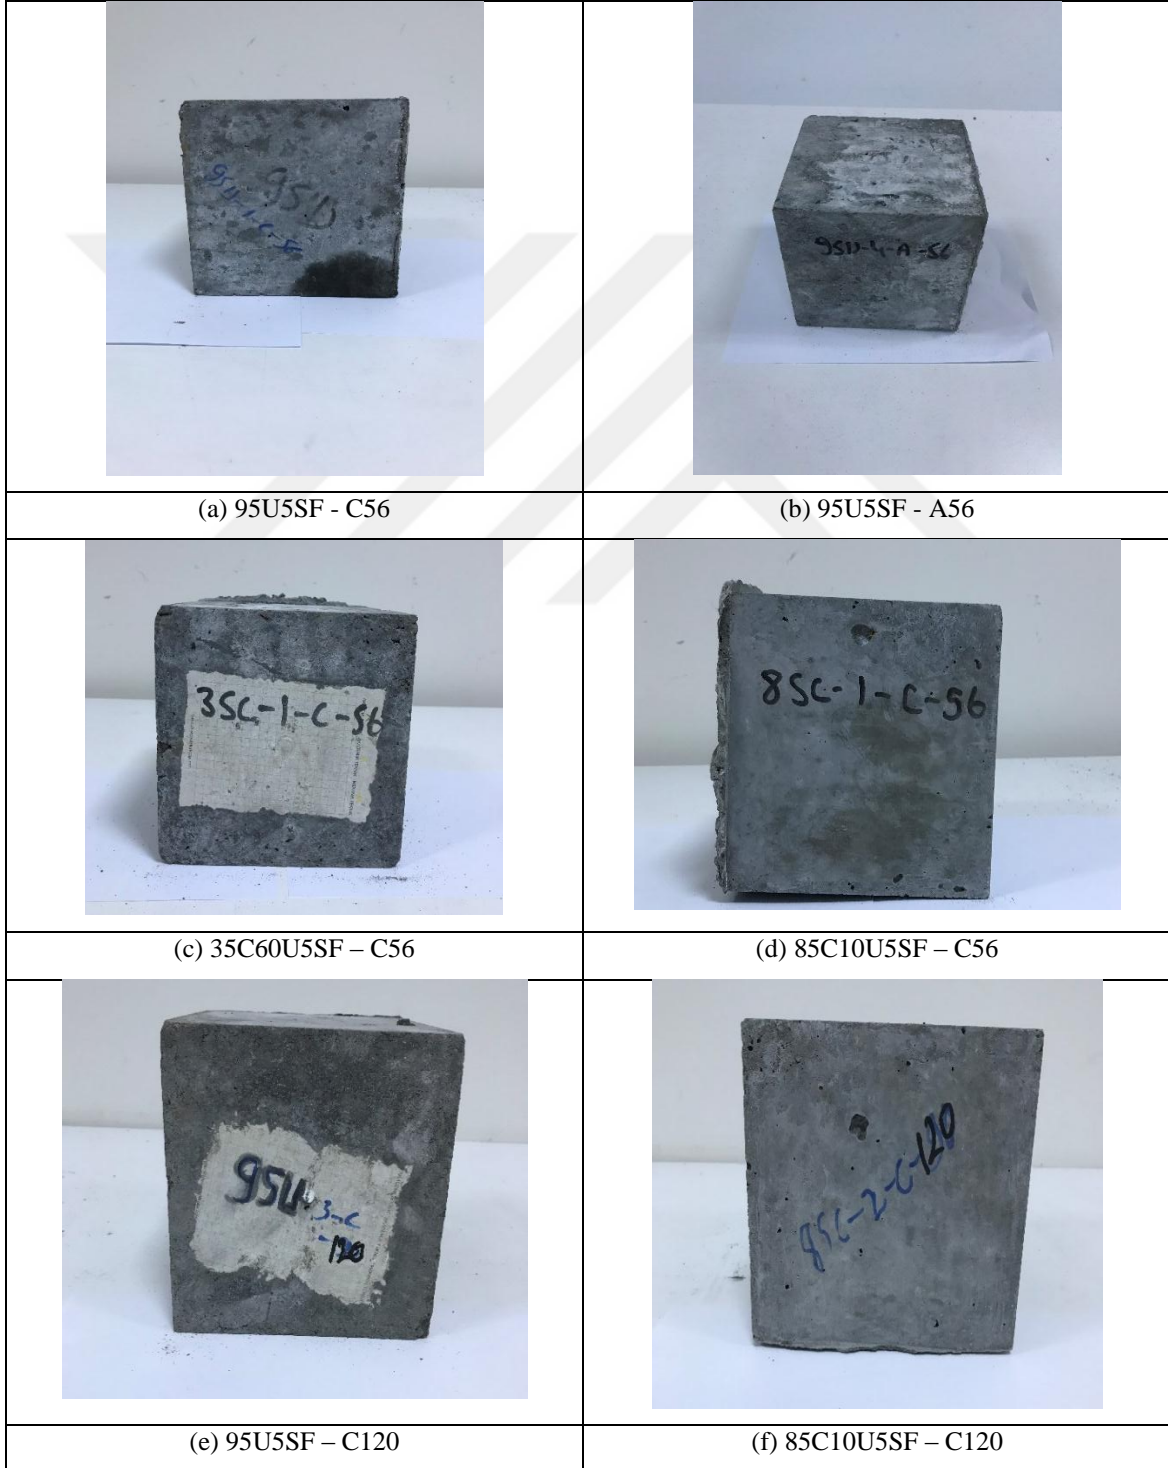 95U
95U-1-C-56
95U-4-A-56
(a) 95U5SF - C56
(b) 95U5SF - A56
35C-1-C-56
85C-1-C-56
(c) 35C60U5SF – C56
(d) 85C10U5SF – C56
95U
3-C
-120
85C-2-C-120
(e) 95U5SF – C120
(f) 85C10U5SF – C120